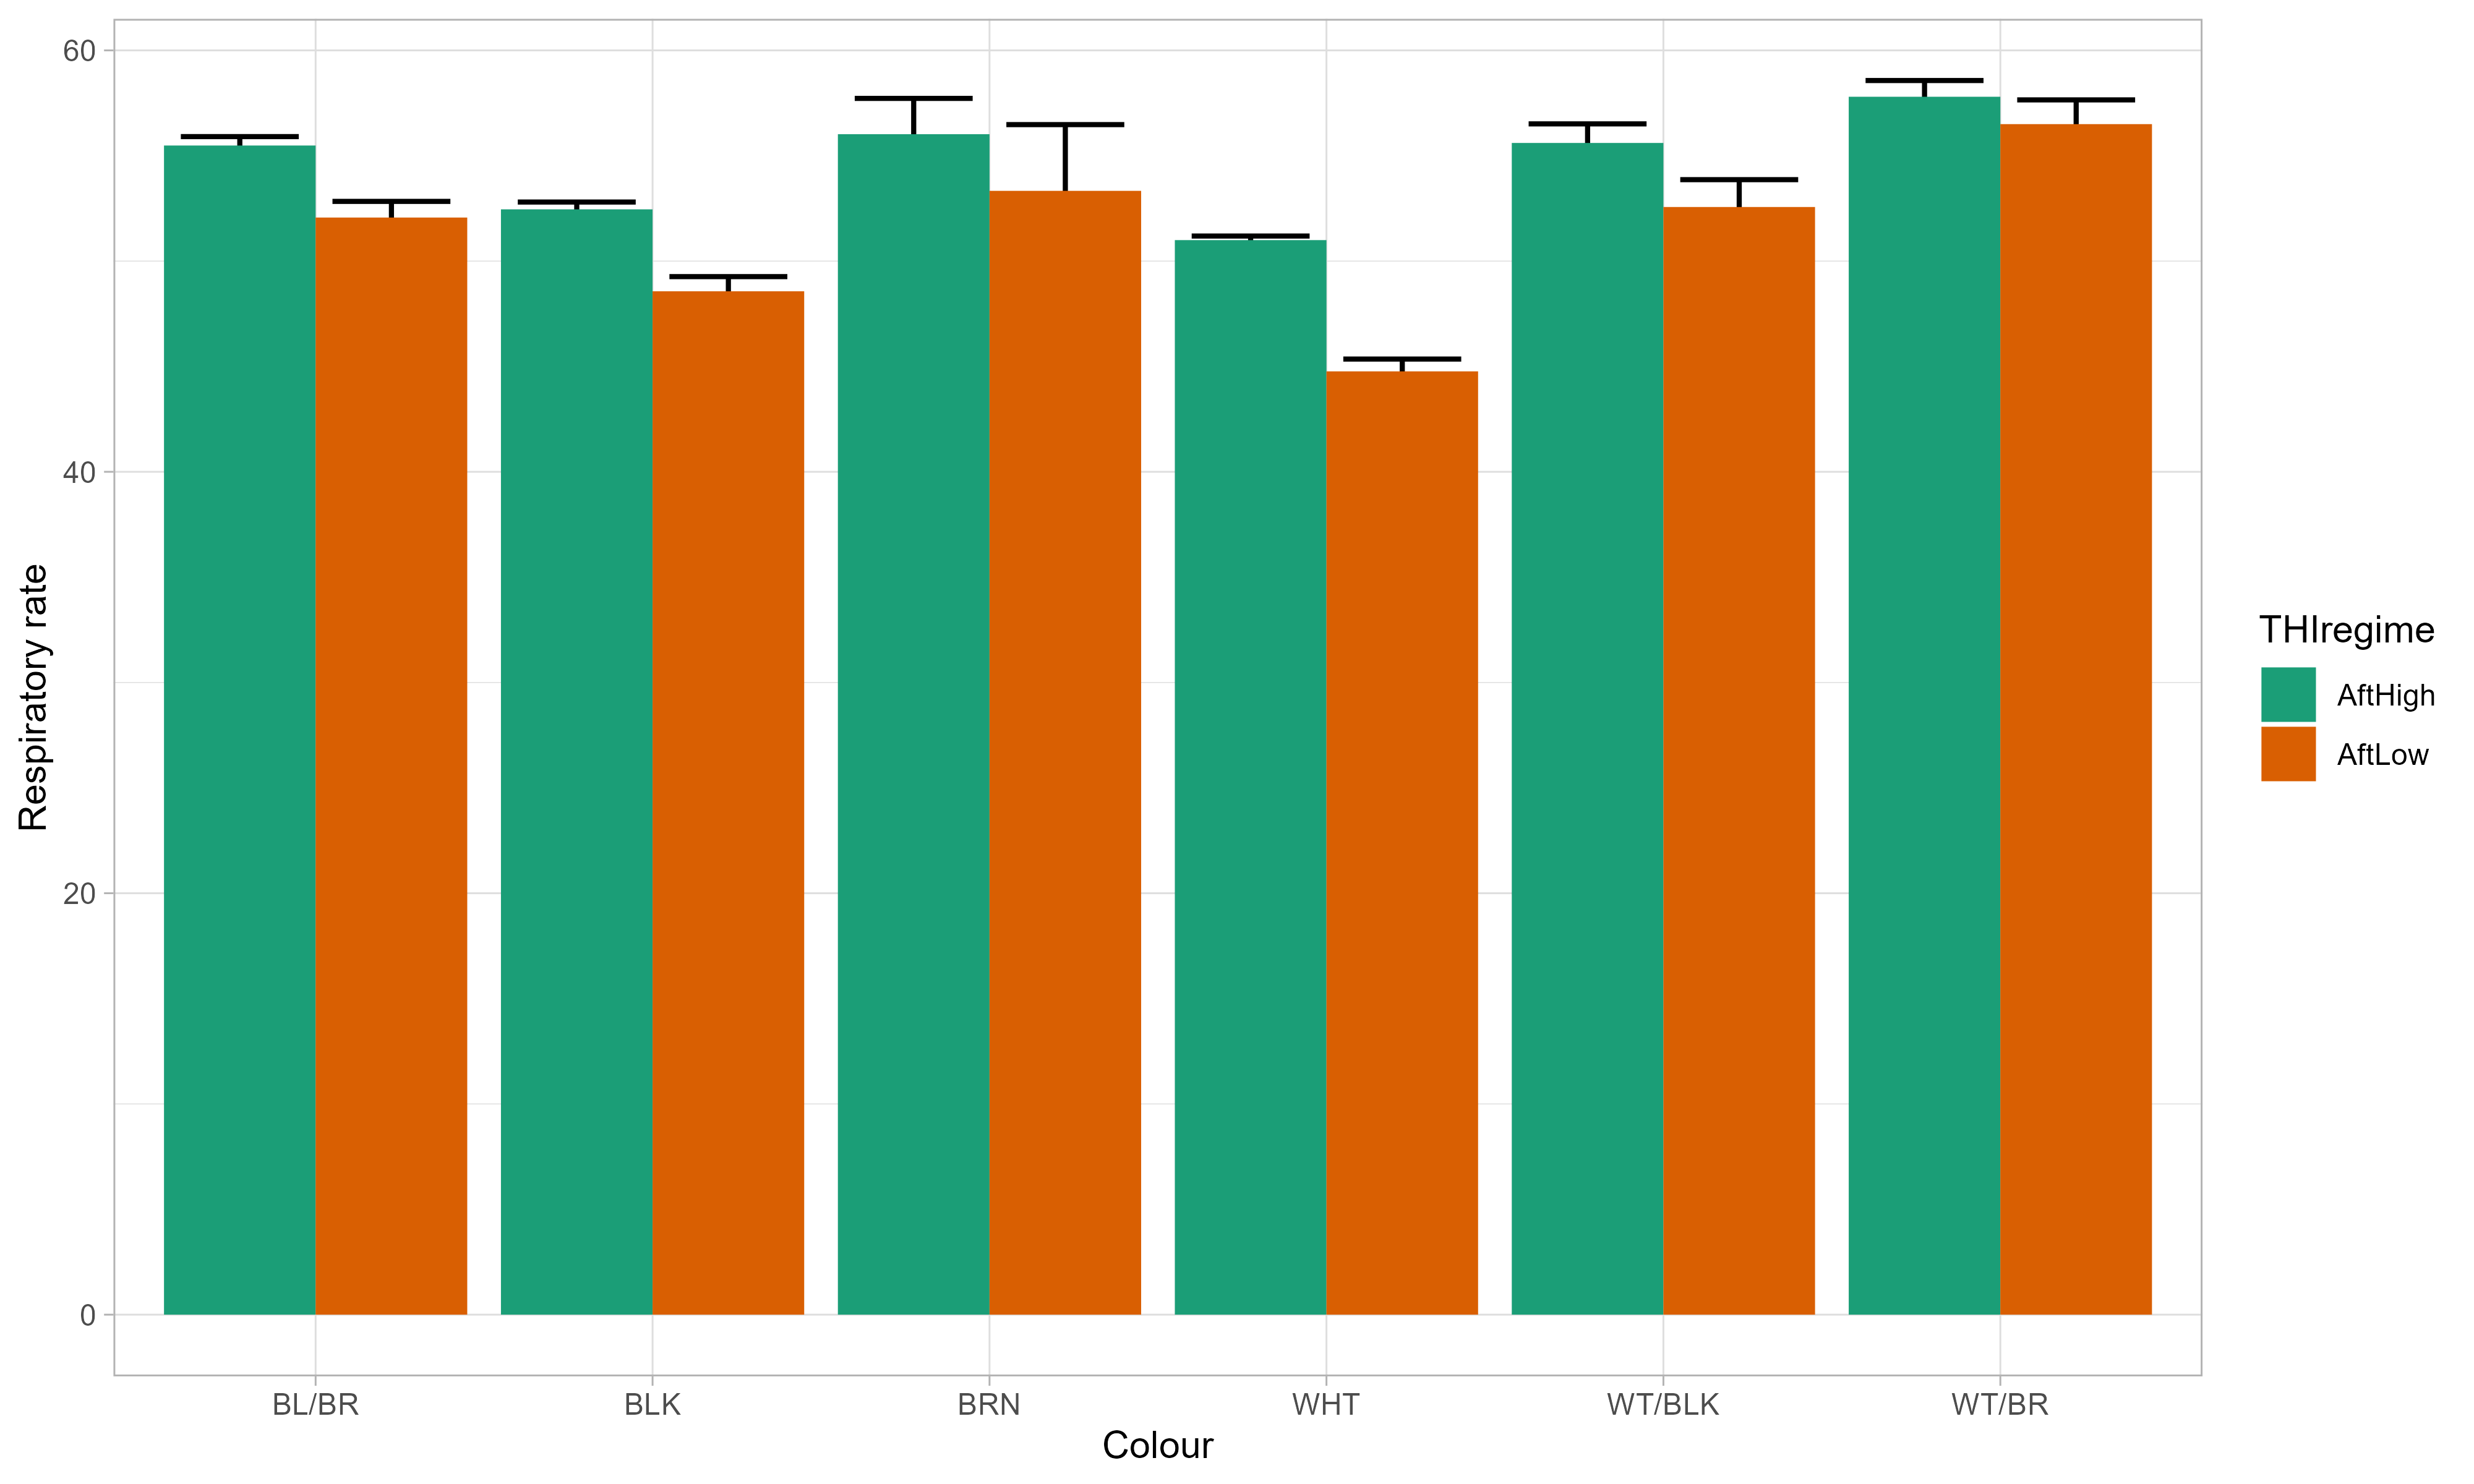 60
40
20
0
Respiratory rate
BL/BR BLK BRN WHT WT/BLK WT/BR
Colour
THIregime
AftHigh
AftLow